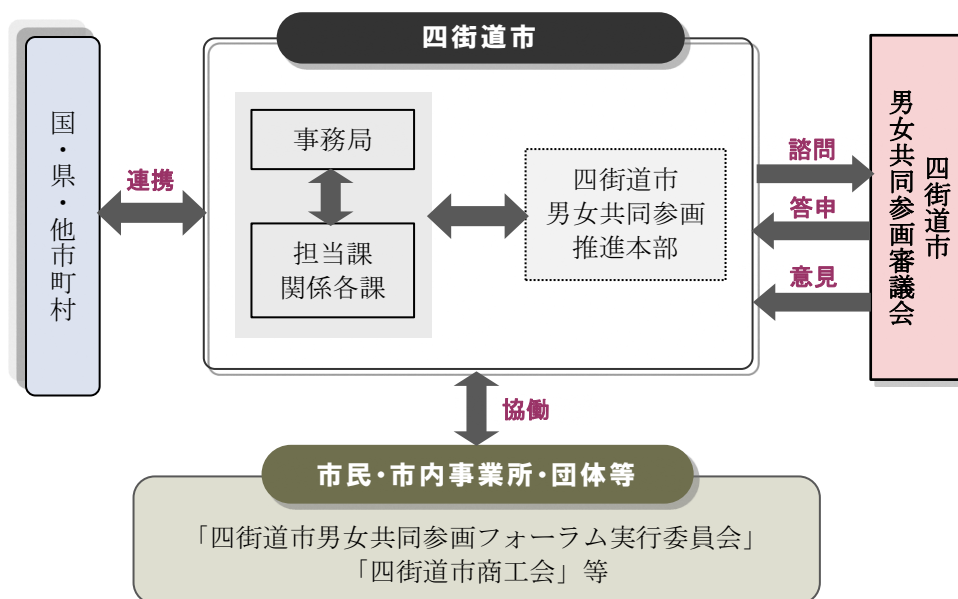 四街道市
国・県・他市町村
連携
事務局
担当課
関係各課
四街道市
男女共同参画
推進本部
諮問
答申
意見
四街道市
男女共同参画審議会
協働
市民・市内事業所・団体等
「四街道市男女共同参画フォーラム実行委員会」
「四街道市商工会」等